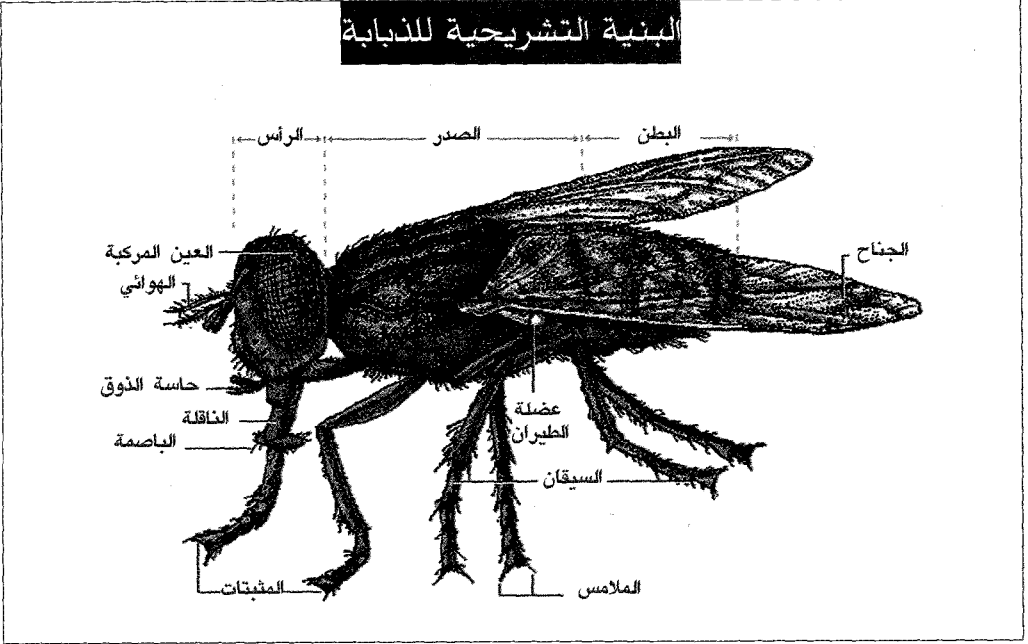 البنية التشريحية للذبابة
الرأس
الصدر
البطن
العين المركبة
الهوائي
الجناح
حاسة الذوق
الناقلة
الباصمة
عضلة
الطيران
السيقان
المثبتات
الملامس